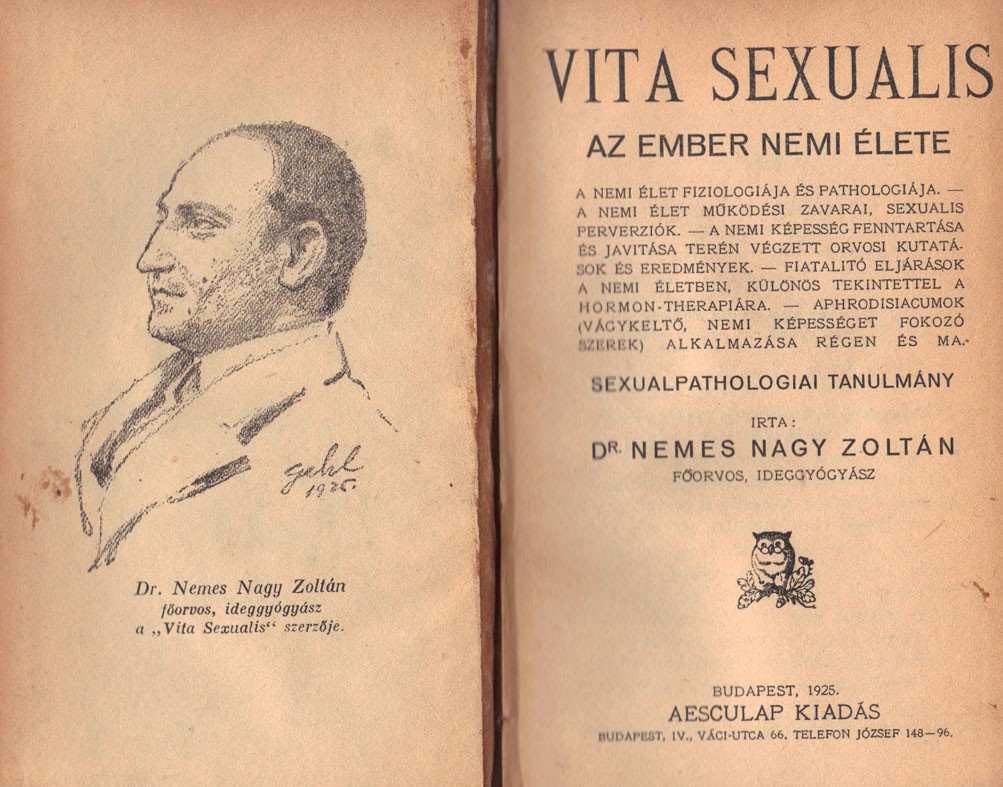 gehl
1925.
Dr. Nemes Nagy Zoltán
főorvos, ideggyógyász
a „Vita Sexualis“ szerzője.
VITA SEXUALIS
AZ EMBER NEMI ÉLETE
A NEMI ÉLET FIZIOLOGIÁJA ÉS PATHOLOGIÁJA. —
A NEMI ÉLET MŰKÖDÉSI ZAVARAI, SEXUALIS
PERVERZIÓK. — A NEMI KÉPESSÉG FENNTARTÁSA
ÉS JAVITÁSA TERÉN VÉGZETT ORVOSI KUTATÁ-
SOK ÉS EREDMÉNYEK. — FIATALITÓ ELJÁRÁSOK
A NEMI ÉLETBEN, KÜLÖNÖS TEKINTETTEL A
HORMON-THERAPIÁRA. — APHRODISIACUMOK
(VÁGYKELTŐ, NEMI KÉPESSÉGET FOKOZÓ
SZEREK) ALKALMAZÁSA RÉGEN ÉS MA.
SEXUALPATHOLOGIAI TANULMÁNY
IRTA:
DR. NEMES NAGY ZOLTÁN
FŐORVOS, IDEGGYÓGYÁSZ
BUDAPEST, 1925.
AESCULAP KIADÁS
BUDAPEST, IV., VÁCI-UTCA 66. TELEFON JÓZSEF 148—96.